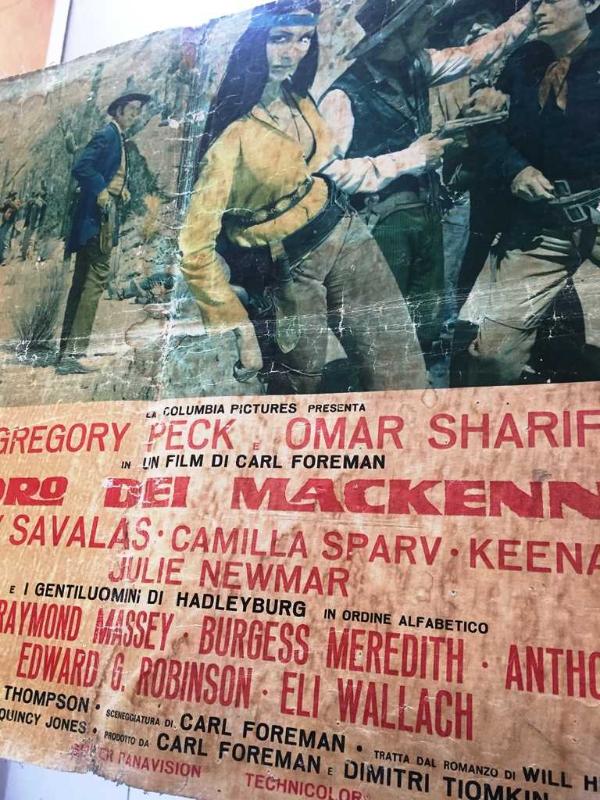 LA COLUMBIA PICTURES PRESENTA
GREGORY PECK E OMAR SHARIF
IN UN FILM DI CARL FOREMAN
ORO DEI MACKENN
SAVALAS · CAMILLA SPARV · KEENA
JULIE NEWMAR
E I GENTILUOMINI DI HADLEYBURG IN ORDINE ALFABETICO
RAYMOND MASSEY · BURGESS MEREDITH · ANTHO
EDWARD G. ROBINSON · ELI WALLACH
THOMPSON · SCENEGGIATURA DI CARL FOREMAN · TRATTA DAL ROMANZO DI WILL H
QUINCY JONES · PRODOTTO DA CARL FOREMAN E DIMITRI TIOMKIN
SUPER PANAVISION TECHNICOLOR